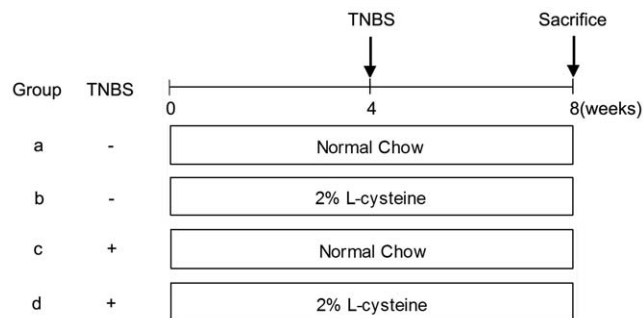 TNBS Sacrifice
Group TNBS
0 4 8(weeks)
a - Normal Chow
b - 2% L-cysteine
c + Normal Chow
d + 2% L-cysteine